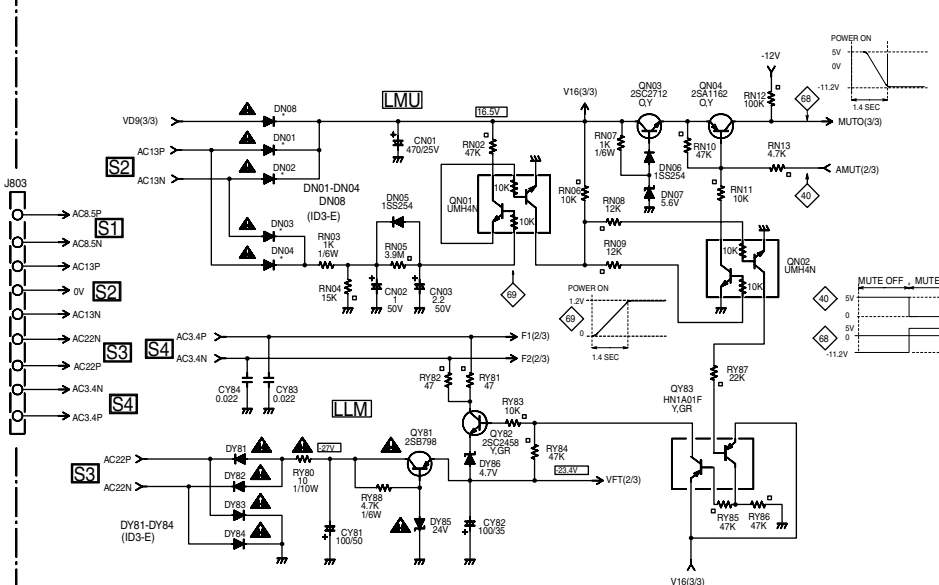 POWER ON
5V
0V
-11.2V
1.4 SEC
-12V
RN12
100K
68
MUTO(3/3)
V16(3/3)
QN03
2SC2712
O,Y
QN04
2SA1162
O,Y
LMU
16.5V
DN08
*
VD9(3/3)
DN01
*
AC13P
S2
DN02
*
AC13N
CN01
470/25V
RN02
47K
RN07
1K
1/6W
DN06
1SS254
RN10
47K
RN13
4.7K
AMUT(2/3)
40
DN07
5.6V
RN11
10K
DN01-DN04
DN08
(ID3-E)
DN05
1SS254
QN01
UMH4N
10K
10K
RN06
10K
RN08
12K
RN09
12K
DN03
*
DN04
*
RN03
1K
1/6W
RN05
3.9M
RN04
15K
CN02
1
50V
CN03
2.2
50V
69
10K
10K
QN02
UMH4N
J803
AC8.5P
S1
AC8.5N
AC13P
0V
S2
AC13N
AC22N
S3
AC22P
AC3.4N
S4
AC3.4P
POWER ON
1.2V
69
0
1.4 SEC
MUTE OFF
MUTE
40
5V
0
68
5V
0
-11.2V
S4
AC3.4P
F1(2/3)
AC3.4N
F2(2/3)
CY84
0.022
CY83
0.022
RY82
47
RY81
47
LLM
RY83
10K
QY82
2SC2458
Y,GR
RY84
47K
QY83
HN1A01F
Y,GR
RY87
22K
QY81
2SB798
DY86
4.7V
-27V
-23.4V
VFT(2/3)
S3
AC22P
AC22N
DY81
DY82
DY83
DY84
RY80
10
1/10W
RY88
4.7K
1/6W
DY81-DY84
(ID3-E)
CY81
100/50
DY85
24V
CY82
100/35
RY85
47K
RY86
47K
V16(3/3)